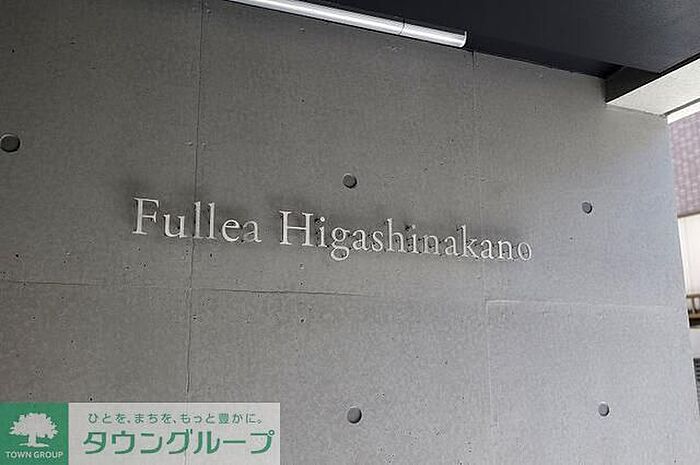 Fullea Higashinakano
ひとを、まちを、もっと豊かに。
タウングループ
TOWN GROUP